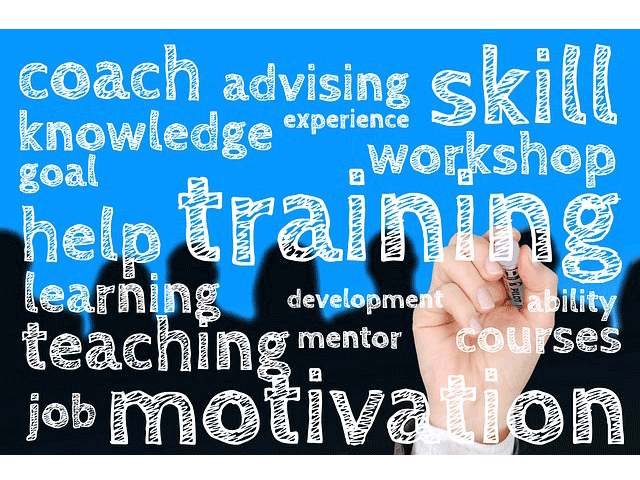 coach advising skill
knowledge experience
goal workshop
help training
learning development ability
teaching mentor courses
job motivation